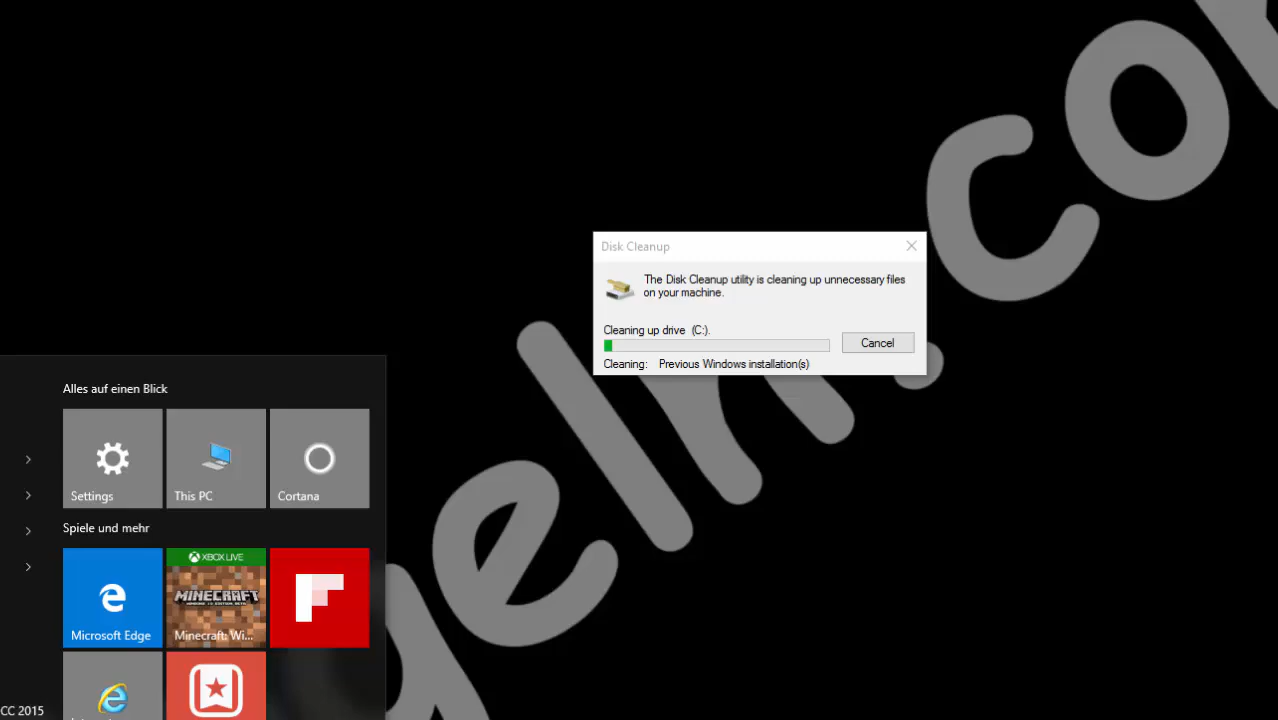 geln.co
Disk Cleanup
The Disk Cleanup utility is cleaning up unnecessary files
on your machine.
Cleaning up drive (C:).
Cancel
Cleaning: Previous Windows installation(s)
Alles auf einen Blick
Settings
This PC
Cortana
Spiele und mehr
XBOX LIVE
MINECRAFT
Microsoft Edge
Minecraft: Wi...
CC 2015